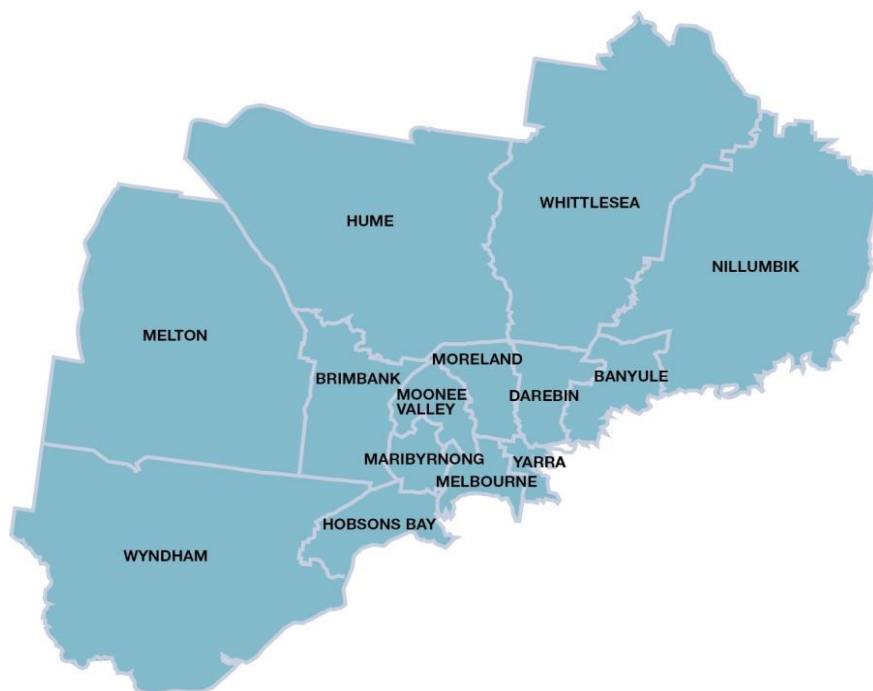 WHITTLESEA
HUME
NILLUMBIK
MELTON
MORELAND
BRIMBANK
BANYULE
MOONEE
VALLEY
DAREBIN
MARIBYRNONG
YARRA
MELBOURNE
HOBSONS BAY
WYNDHAM